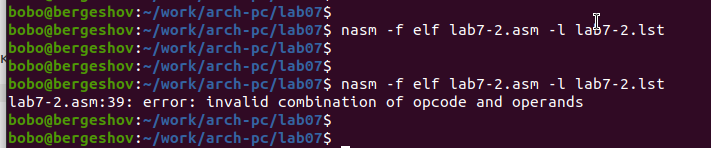 bobo@bergeshov:~/work/arch-pc/lab07$
bobo@bergeshov:~/work/arch-pc/lab07$ nasm -f elf lab7-2.asm -l lab7-2.lst
bobo@bergeshov:~/work/arch-pc/lab07$
bobo@bergeshov:~/work/arch-pc/lab07$
bobo@bergeshov:~/work/arch-pc/lab07$ nasm -f elf lab7-2.asm -l lab7-2.lst
lab7-2.asm:39: error: invalid combination of opcode and operands
bobo@bergeshov:~/work/arch-pc/lab07$
bobo@bergeshov:~/work/arch-pc/lab07$